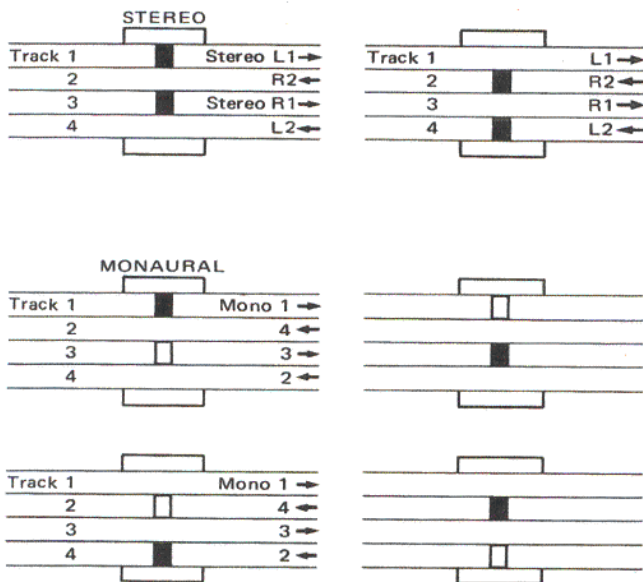 STEREO
Track 1 Stereo L1 →
2 R2 ←
3 Stereo R1 →
4 L2 ←
Track 1 L1 →
2 R2 ←
3 R1 →
4 L2 ←
MONAURAL
Track 1 Mono 1 →
2 4 ←
3 3 →
4 2 ←
Track 1 Mono 1 →
2 4 ←
3 3 →
4 2 ←